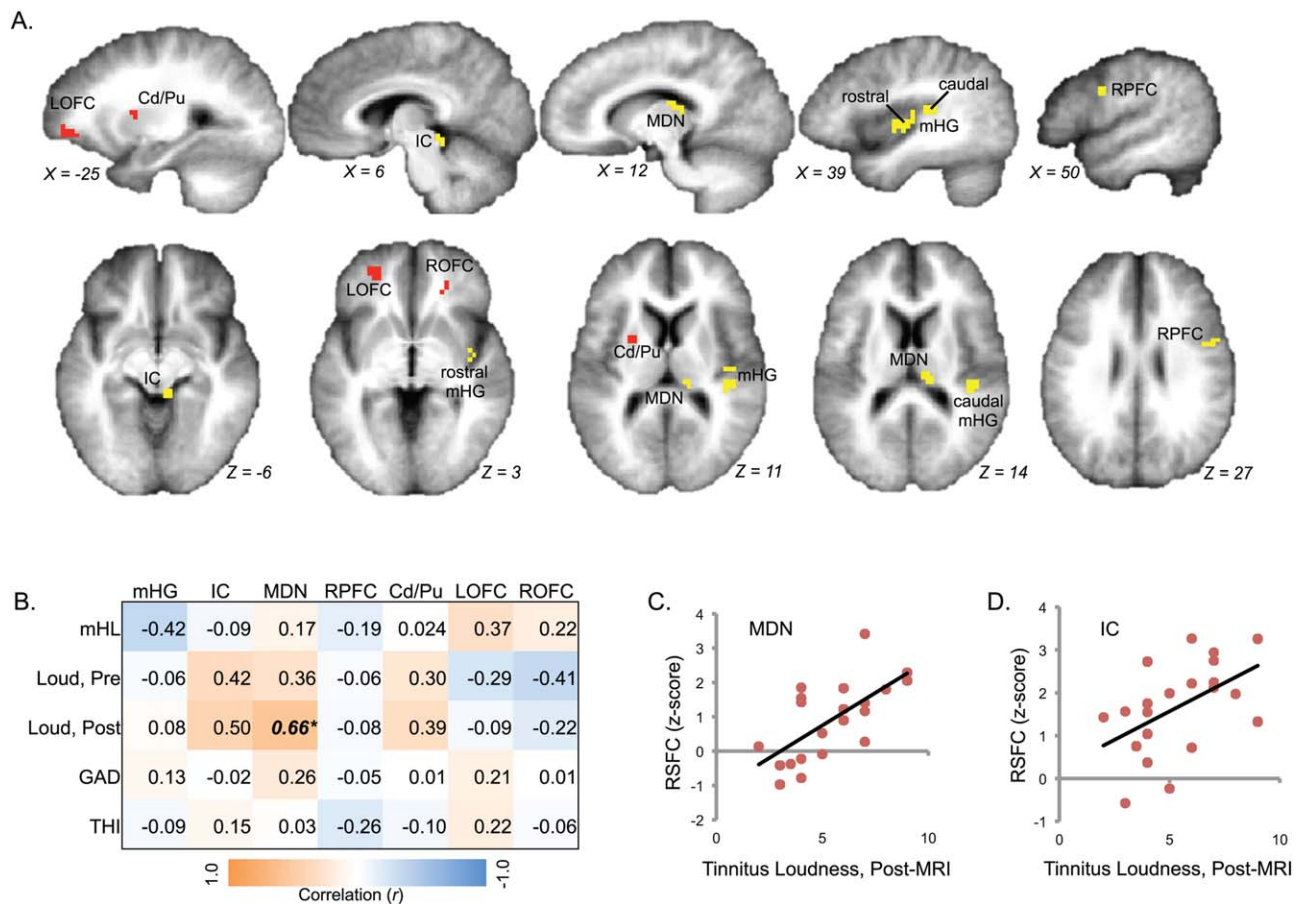 A.
LOFC Cd/Pu
IC
MDN
rostral caudal
mHG
RPFC
X = -25
X = 6
X = 12
X = 39
X = 50
IC
LOFC ROFC
rostral
mHG
Cd/Pu
mHG
MDN
MDN
caudal
mHG
RPFC
Z = -6
Z = 3
Z = 11
Z = 14
Z = 27
B.
mHG IC MDN RPFC Cd/Pu LOFC ROFC
mHL -0.42 -0.09 0.17 -0.19 0.024 0.37 0.22
Loud, Pre -0.06 0.42 0.36 -0.06 0.30 -0.29 -0.41
Loud, Post 0.08 0.50 0.66* -0.08 0.39 -0.09 -0.22
GAD 0.13 -0.02 0.26 -0.05 0.01 0.21 0.01
THI -0.09 0.15 0.03 -0.26 -0.10 0.22 -0.06
1.0 -1.0
Correlation (r)
C.
MDN
RSFC (z-score)
4
3
2
1
0
-1
-2
0 5 10
Tinnitus Loudness, Post-MRI
D.
IC
RSFC (z-score)
4
3
2
1
0
-1
0 5 10
Tinnitus Loudness, Post-MRI